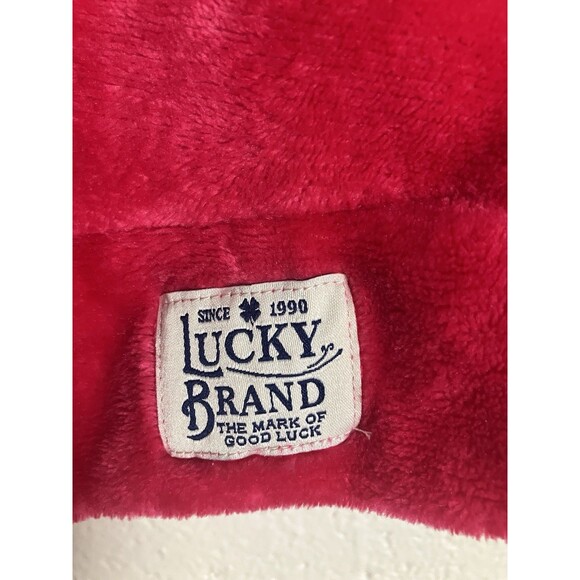 SINCE 1990
LUCKY
BRAND
THE MARK OF
GOOD LUCK